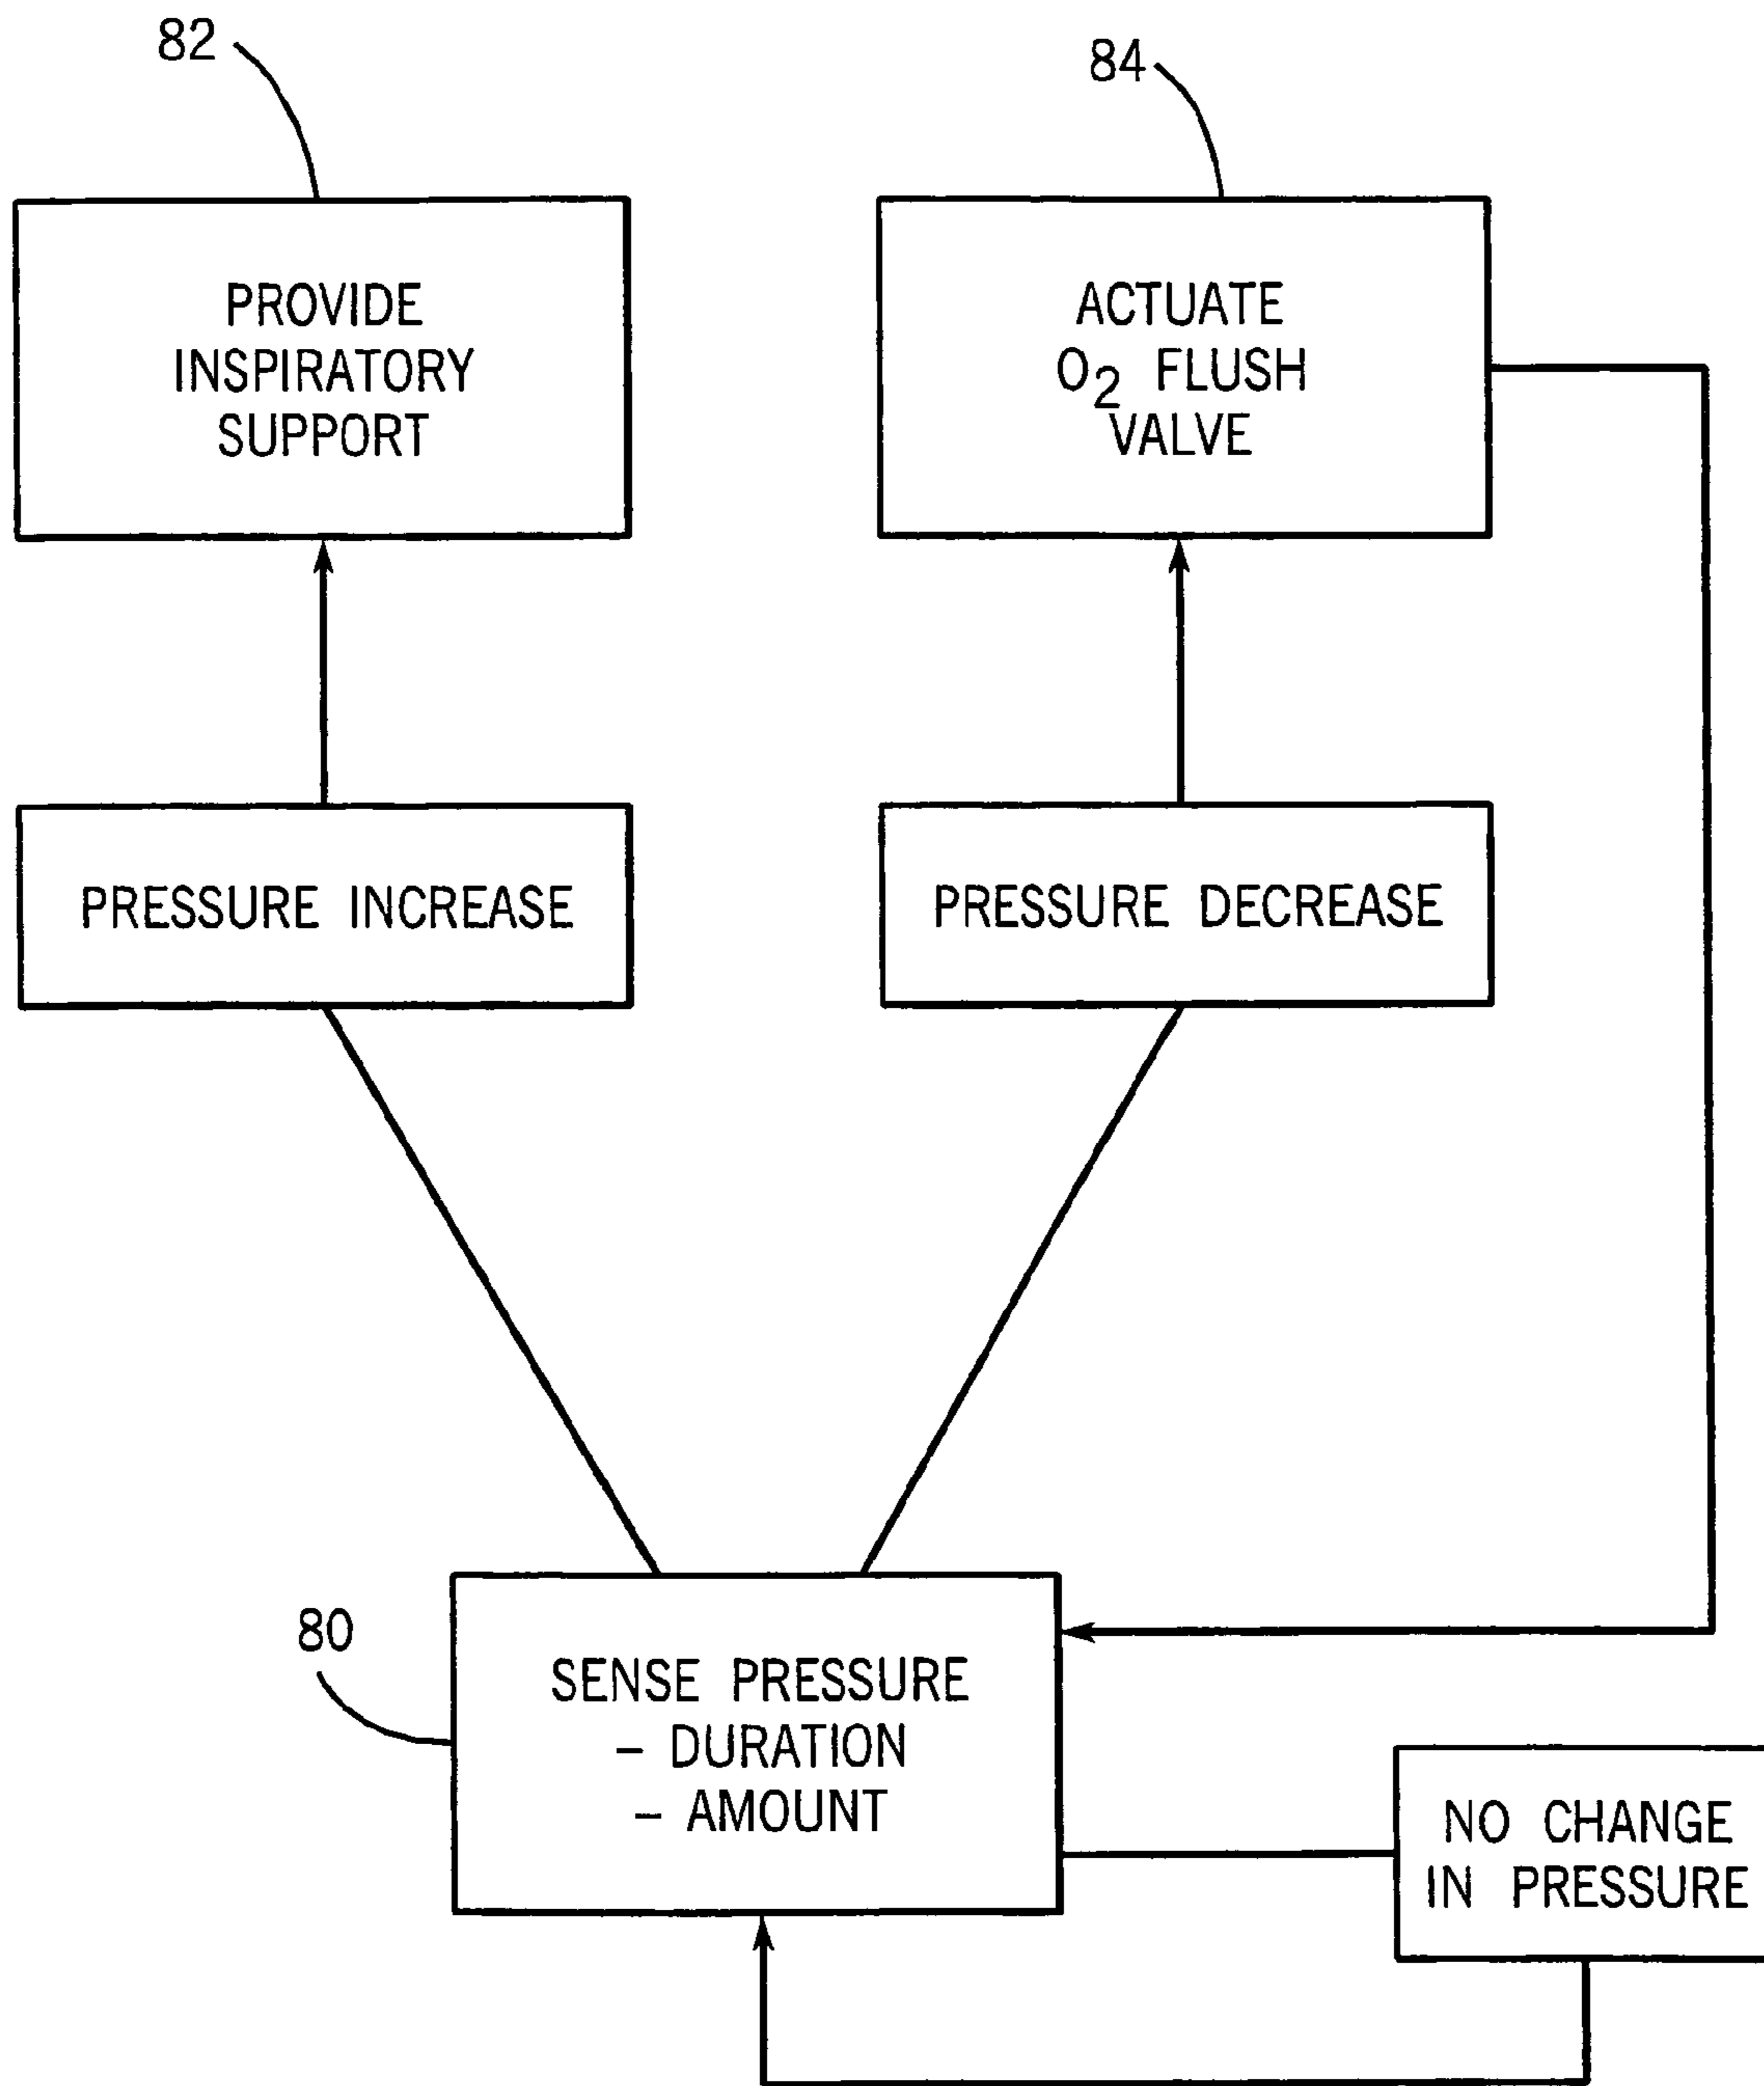 82
84
PROVIDE
INSPIRATORY
SUPPORT
ACTUATE
O₂ FLUSH
VALVE
PRESSURE INCREASE
PRESSURE DECREASE
80
SENSE PRESSURE
– DURATION
– AMOUNT
NO CHANGE
IN PRESSURE